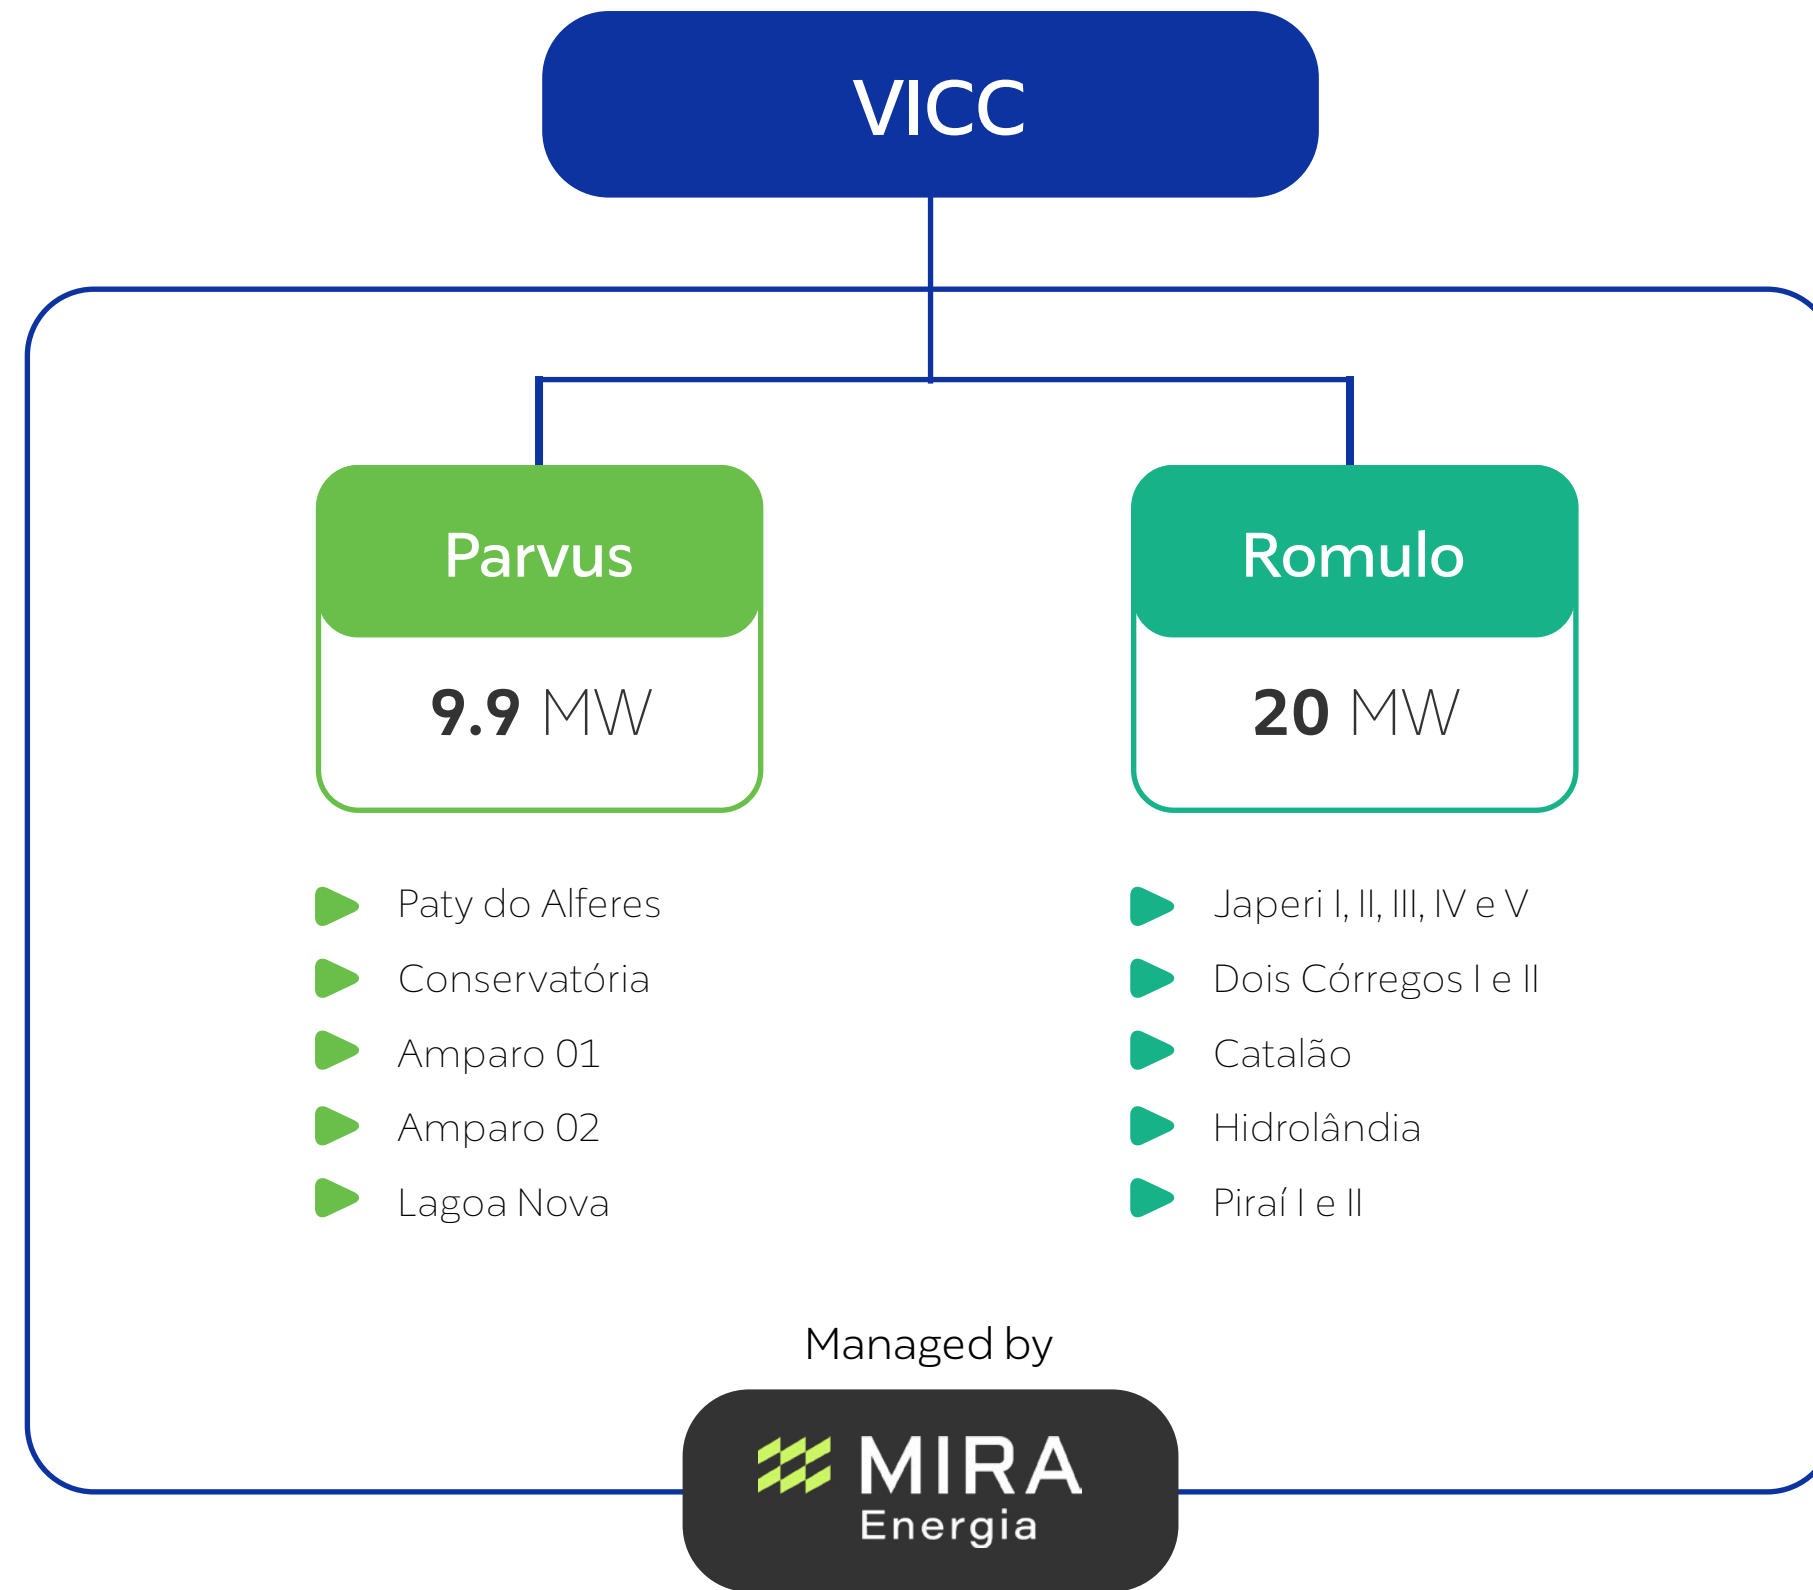 VICC
Parvus
9.9 MW
Paty do Alferes
Conservatória
Amparo 01
Amparo 02
Lagoa Nova
Romulo
20 MW
Japeri I, II, III, IV e V
Dois Córregos I e II
Catalão
Hidrolândia
Piraí I e II
Managed by
MIRA
Energia